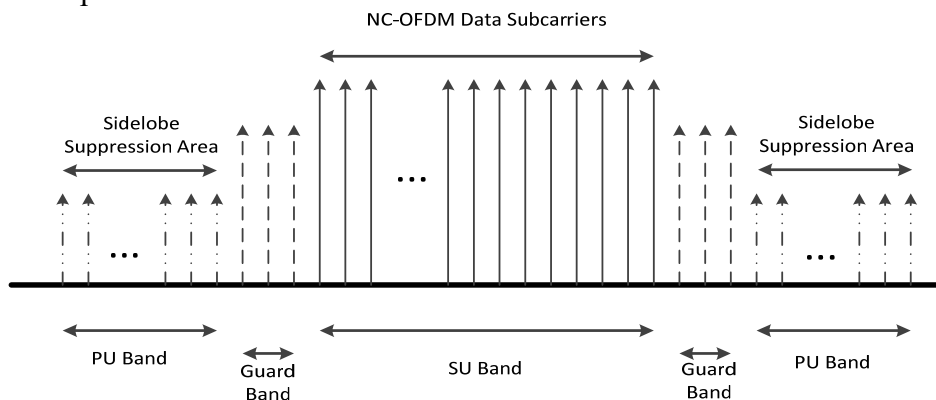 NC-OFDM Data Subcarriers
Sidelobe
Suppression Area
Sidelobe
Suppression Area
...
...
...
PU Band
Guard
Band
SU Band
Guard
Band
PU Band